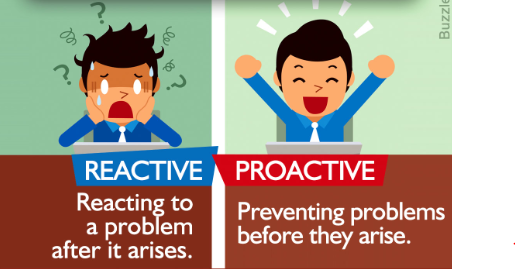 Buzzle
REACTIVE
Reacting to
a problem
after it arises.
PROACTIVE
Preventing problems
before they arise.